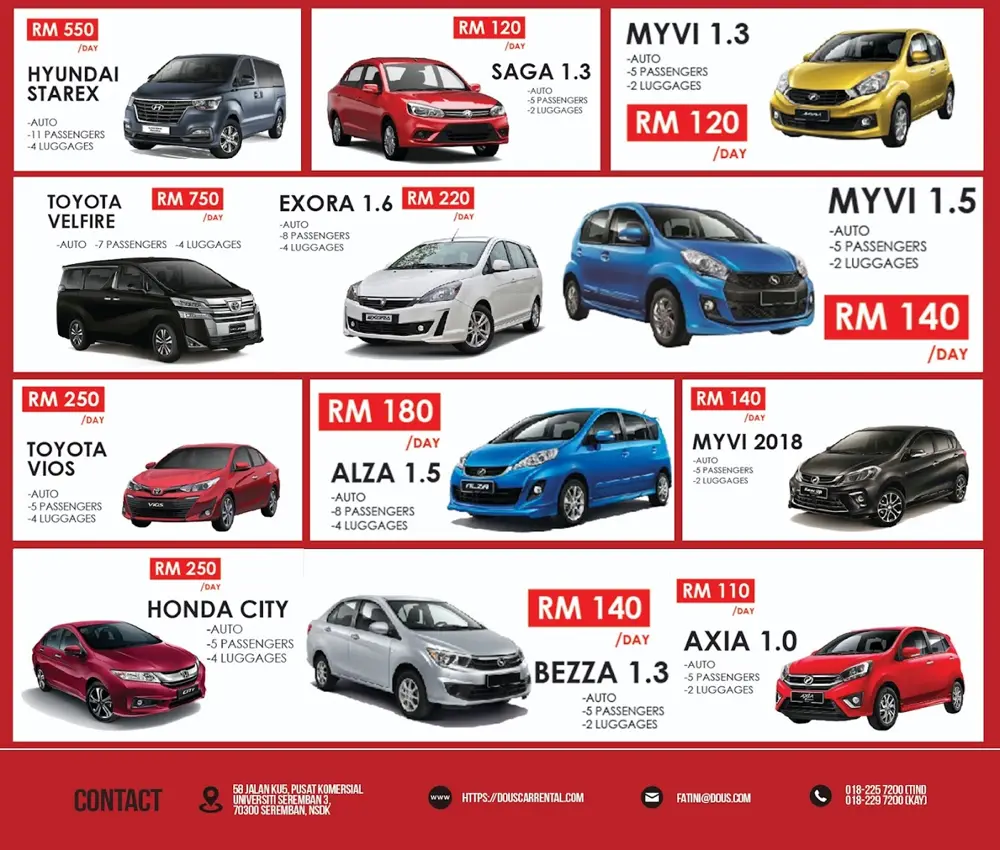 RM 550
/DAY
HYUNDAI
STAREX
-AUTO
-11 PASSENGERS
-4 LUGGAGES
RM 120
/DAY
SAGA 1.3
-AUTO
-5 PASSENGERS
-2 LUGGAGES
MYVI 1.3
-AUTO
-5 PASSENGERS
-2 LUGGAGES
RM 120
/DAY
TOYOTA
VELFIRE
RM 750
/DAY
-AUTO -7 PASSENGERS -4 LUGGAGES
EXORA 1.6
RM 220
/DAY
-AUTO
-8 PASSENGERS
-4 LUGGAGES
EXORA
MYVI 1.5
-AUTO
-5 PASSENGERS
-2 LUGGAGES
RM 140
/DAY
RM 250
/DAY
TOYOTA
VIOS
-AUTO
-5 PASSENGERS
-4 LUGGAGES
VIOS
RM 180
/DAY
ALZA 1.5
-AUTO
-8 PASSENGERS
-4 LUGGAGES
ALZA
RM 140
/DAY
MYVI 2018
-AUTO
-5 PASSENGERS
-2 LUGGAGES
RM 250
/DAY
HONDA CITY
-AUTO
-5 PASSENGERS
-4 LUGGAGES
CITY
RM 140
/DAY
BEZZA 1.3
-AUTO
-5 PASSENGERS
-2 LUGGAGES
RM 110
/DAY
AXIA 1.0
-AUTO
-5 PASSENGERS
-2 LUGGAGES
AXIA
CONTACT
58 JALAN KU5, PUSAT KOMERSIAL
UNIVERSITI SEREMBAN 3,
70300 SEREMBAN, NSDK
WWW
HTTPS://DOUSCARRENTAL.COM
FATINI@DOUS.COM
018-225 7200 (TINI)
018-229 7200 (KAY)